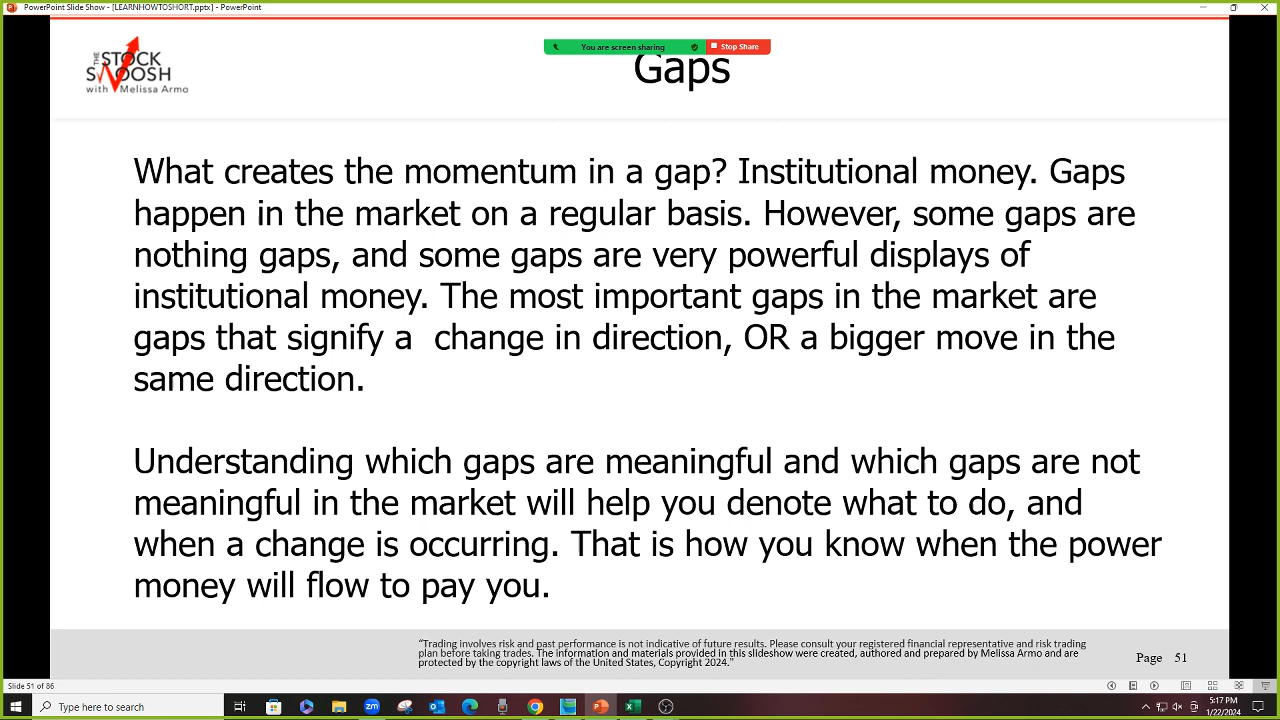 PowerPoint Slide Show - [LEARNHOWTOSHORT.pptx] - PowerPoint
You are screen sharing
Stop Share
THE STOCK
SWOOSH
with Melissa Armo
Gaps
What creates the momentum in a gap? Institutional money. Gaps
happen in the market on a regular basis. However, some gaps are
nothing gaps, and some gaps are very powerful displays of
institutional money. The most important gaps in the market are
gaps that signify a  change in direction, OR a bigger move in the
same direction.
Understanding which gaps are meaningful and which gaps are not
meaningful in the market will help you denote what to do, and
when a change is occurring. That is how you know when the power
money will flow to pay you.
"Trading involves risk and past performance is not indicative of future results. Please consult your registered financial representative and risk trading
plan before taking trades. The information and materials provided in this slideshow were created, authored and prepared by Melissa Armo and are
protected by the copyright laws of the United States, Copyright 2024."
Page 51
Slide 51 of 86
Type here to search
5:17 PM
1/22/2024